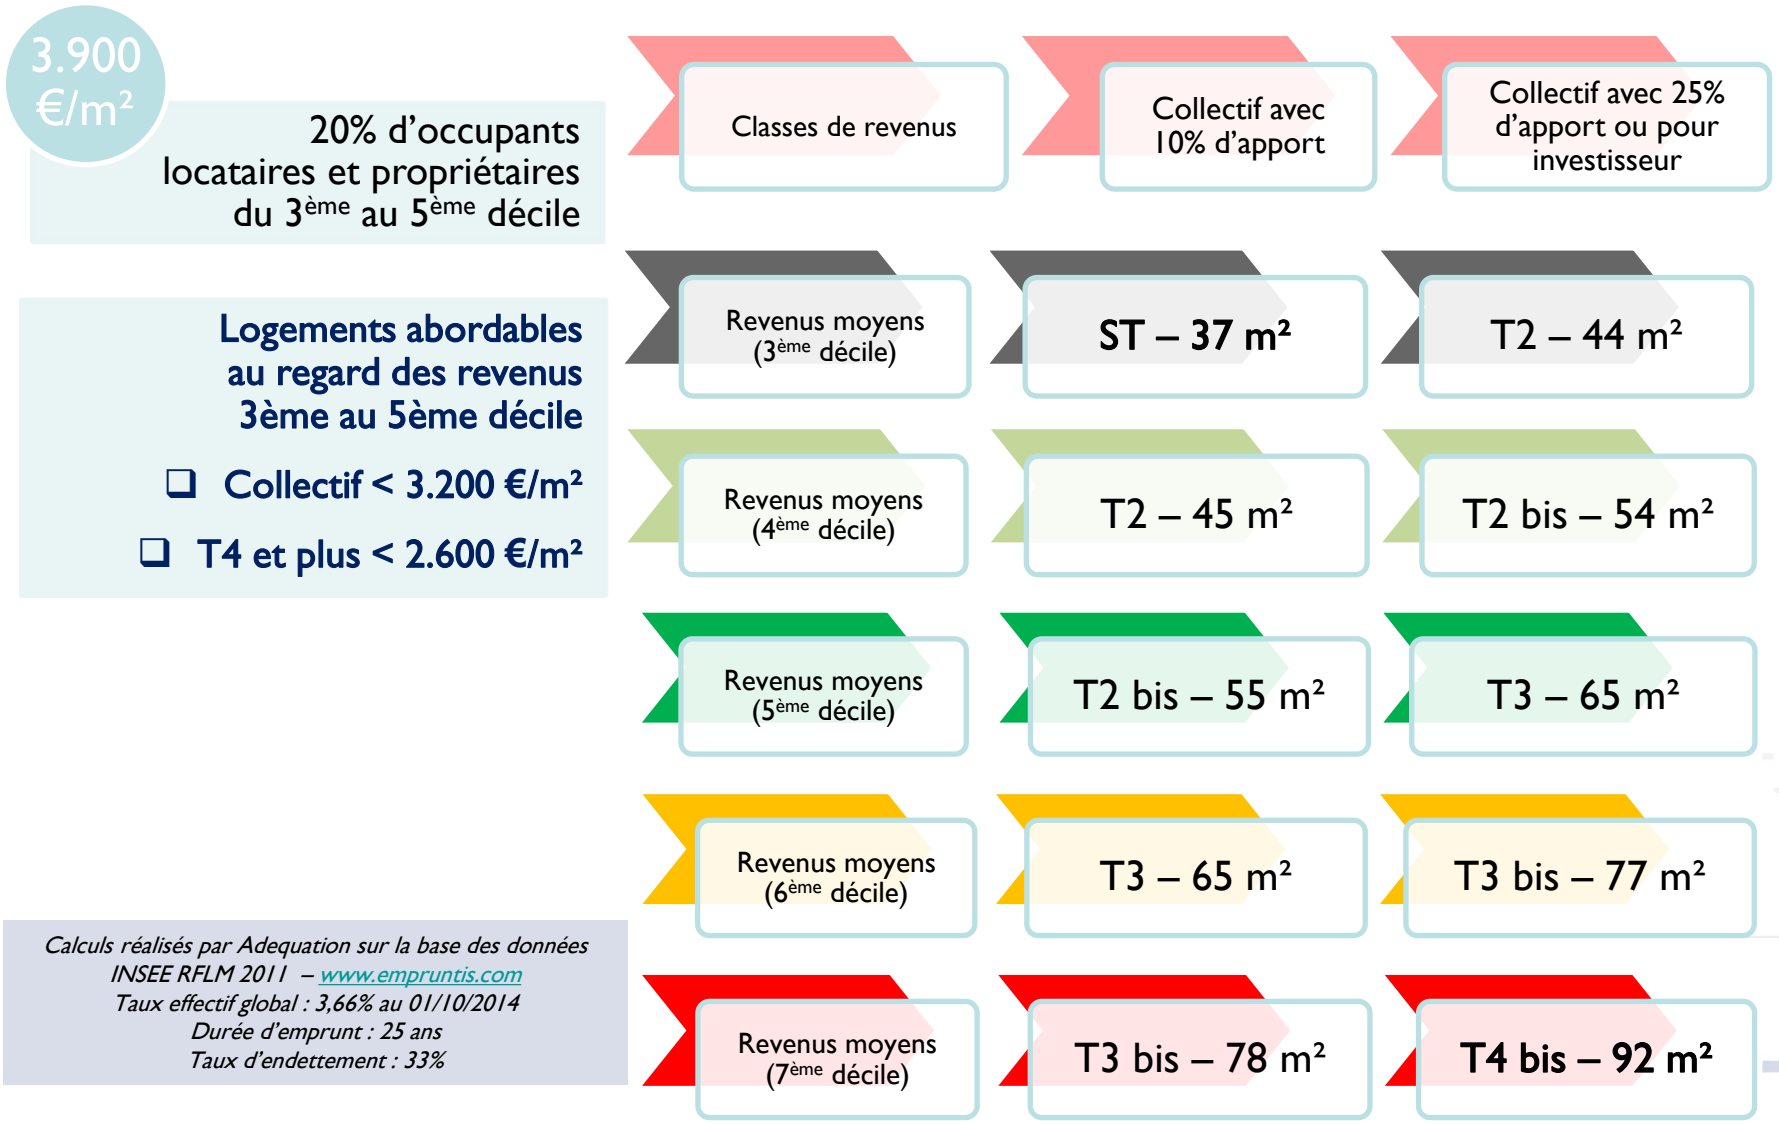 3.900
€/m²
20% d’occupants
locataires et propriétaires
du 3ème au 5ème décile
Logements abordables
au regard des revenus
3ème au 5ème décile
❑ Collectif < 3.200 €/m²
❑ T4 et plus < 2.600 €/m²
Calculs réalisés par Adequation sur la base des données
INSEE RFLM 2011 – www.empruntis.com
Taux effectif global : 3,66% au 01/10/2014
Durée d’emprunt : 25 ans
Taux d’endettement : 33%
Classes de revenus
Collectif avec
10% d’apport
Collectif avec 25%
d’apport ou pour
investisseur
Revenus moyens
(3ème décile)
ST – 37 m²
T2 – 44 m²
Revenus moyens
(4ème décile)
T2 – 45 m²
T2 bis – 54 m²
Revenus moyens
(5ème décile)
T2 bis – 55 m²
T3 – 65 m²
Revenus moyens
(6ème décile)
T3 – 65 m²
T3 bis – 77 m²
Revenus moyens
(7ème décile)
T3 bis – 78 m²
T4 bis – 92 m²